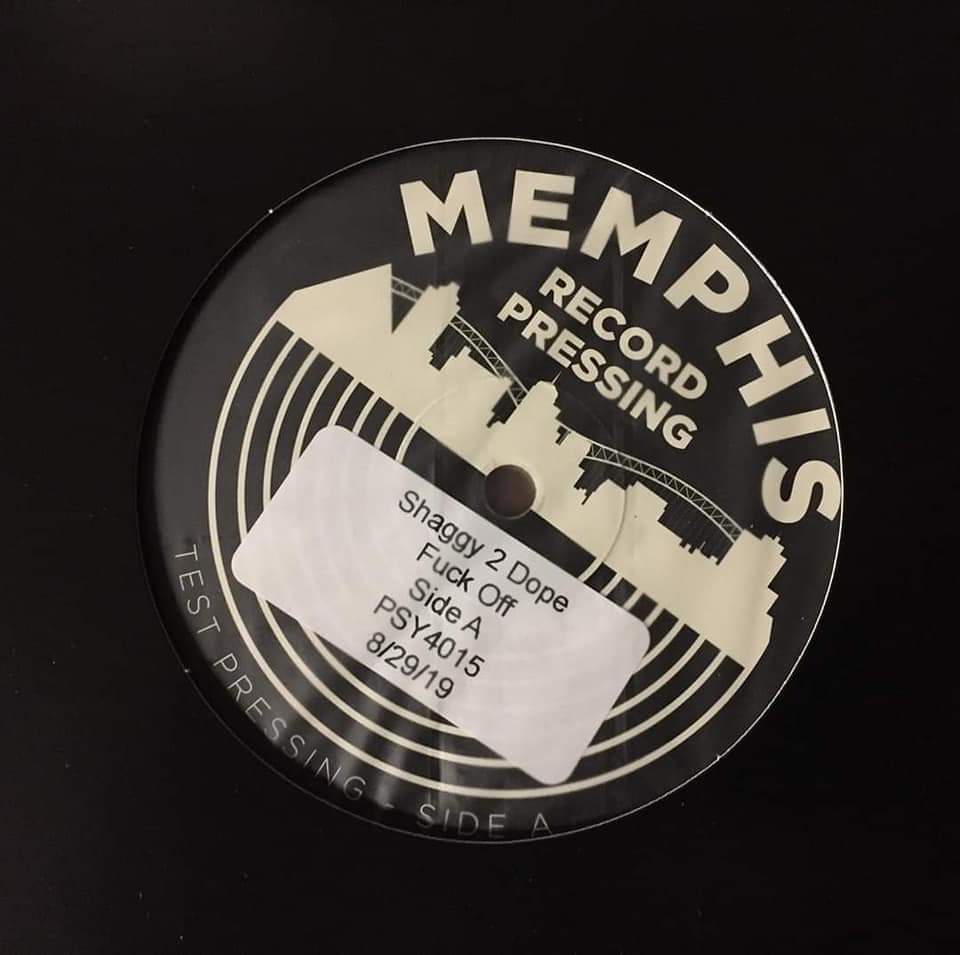 MEMPHIS
RECORD
PRESSING
Shaggy 2 Dope
Fuck Off
Side A
PSY4015
8/29/19
TEST PRESSING - SIDE A